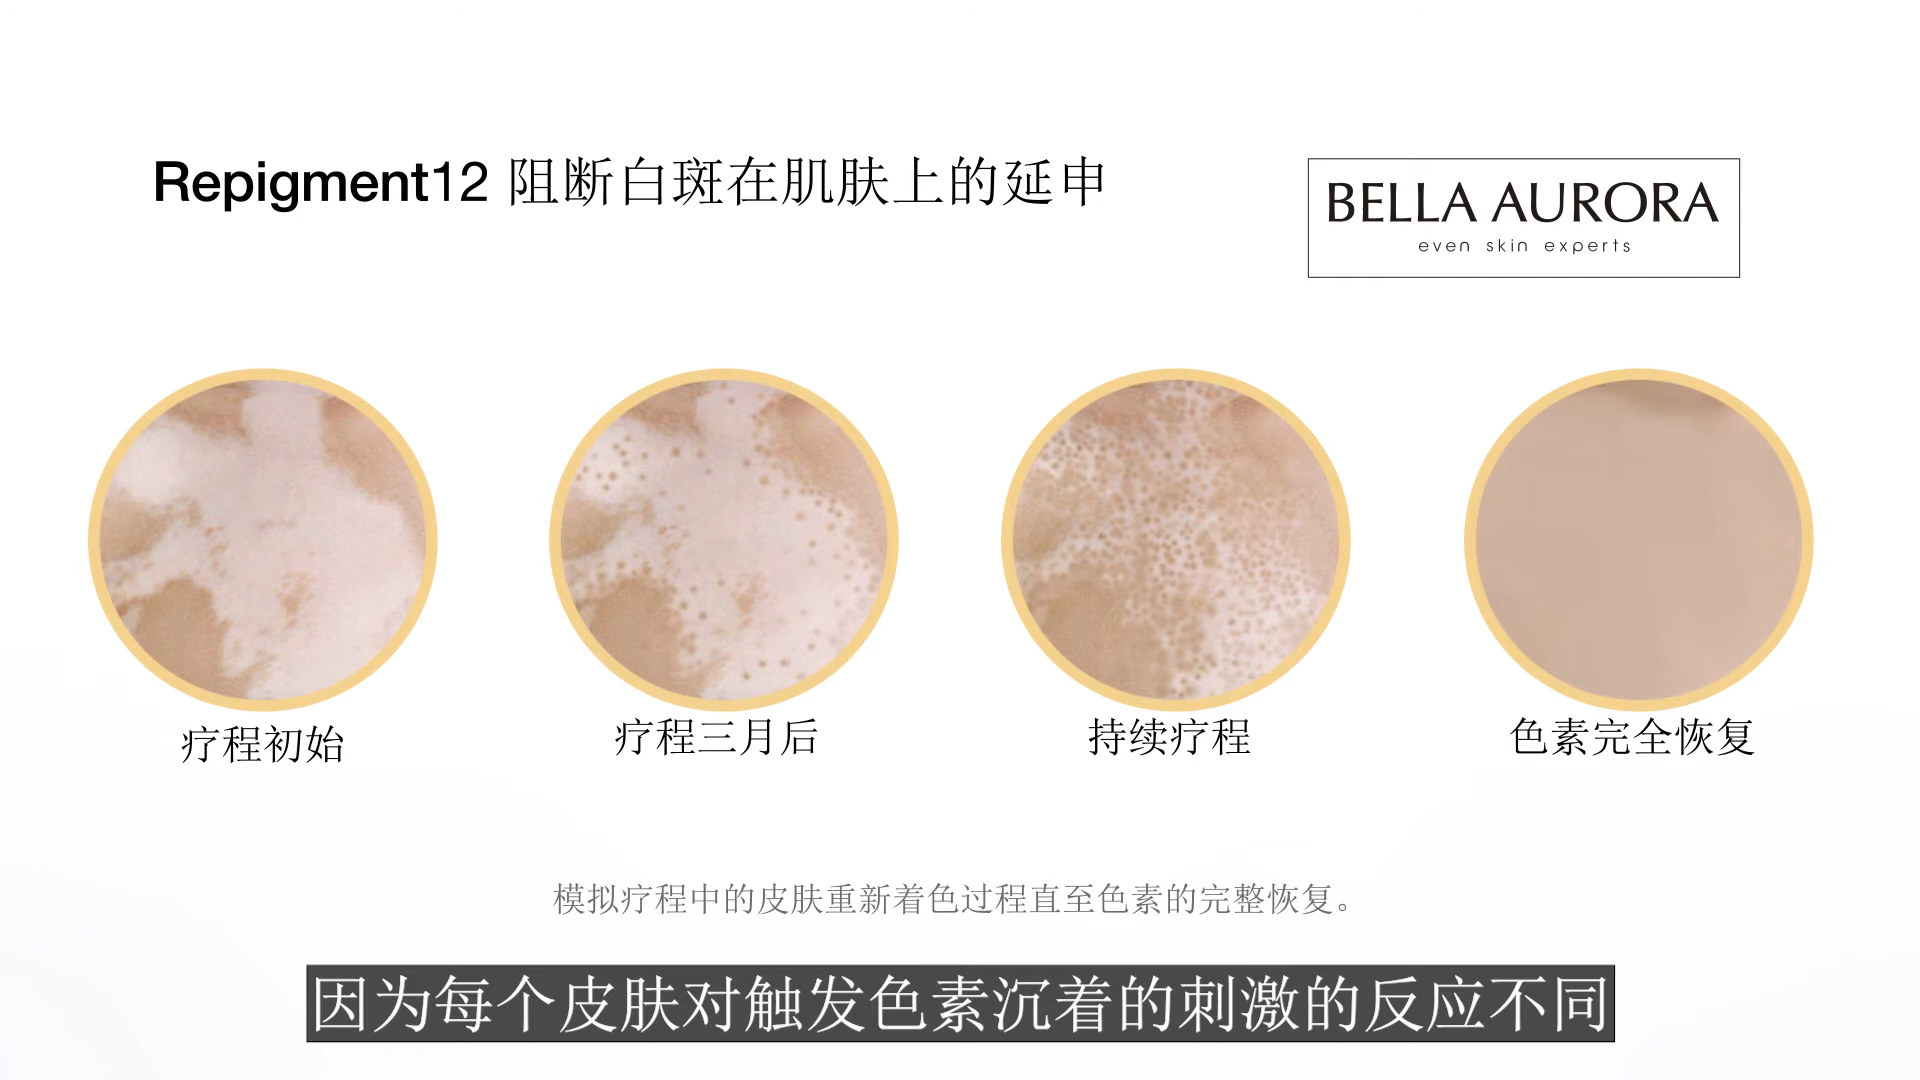 Repigment12 阻断白斑在肌肤上的延申
BELLA AURORA
even skin experts
疗程初始
疗程三月后
持续疗程
色素完全恢复
模拟疗程中的皮肤重新着色过程直至色素的完整恢复。
因为每个皮肤对触发色素沉着的刺激的反应不同